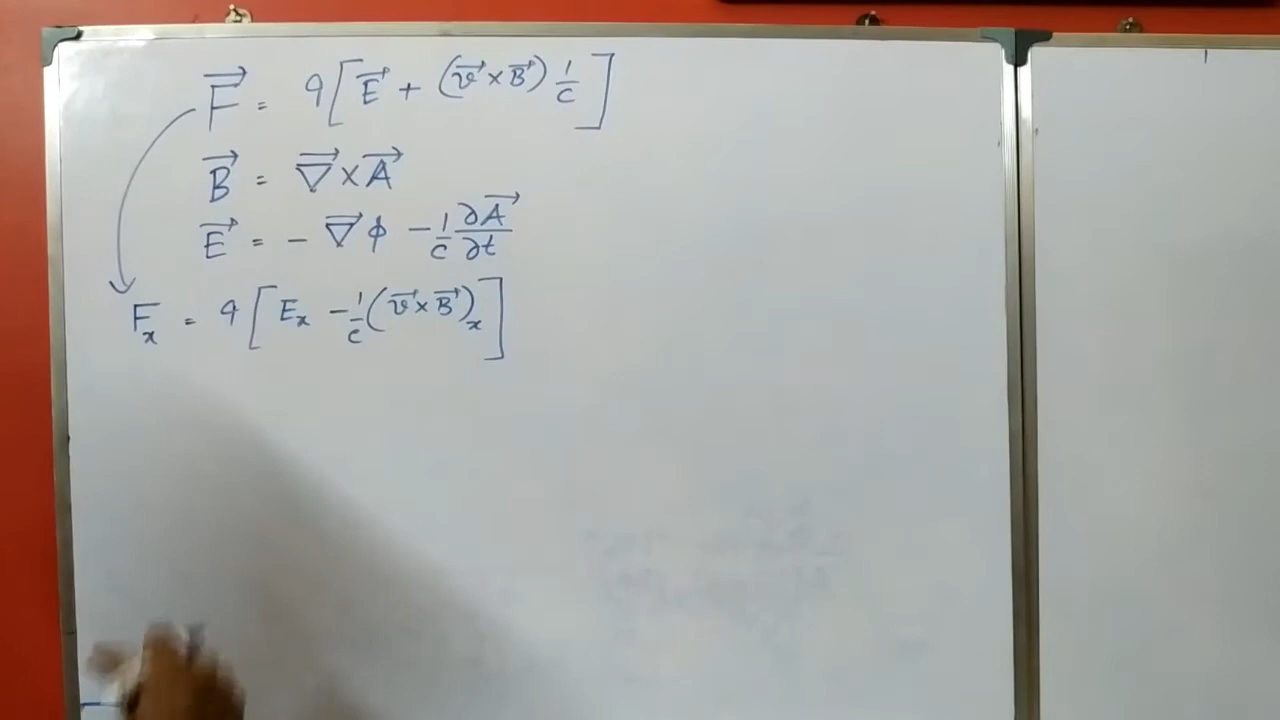 F⃗ = q[E⃗ + (v⃗ × B⃗) 1/c]
B⃗ = ∇⃗ × A⃗
E⃗ = − ∇⃗ϕ − 1/c ∂A⃗/∂t
Fₓ = q[Eₓ − 1/c (v⃗ × B⃗)ₓ]